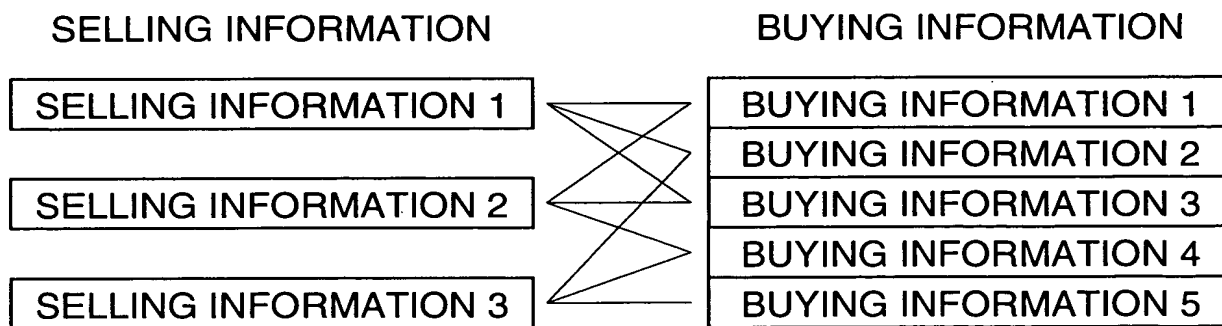 SELLING INFORMATION
SELLING INFORMATION 1
SELLING INFORMATION 2
SELLING INFORMATION 3
BUYING INFORMATION
BUYING INFORMATION 1
BUYING INFORMATION 2
BUYING INFORMATION 3
BUYING INFORMATION 4
BUYING INFORMATION 5